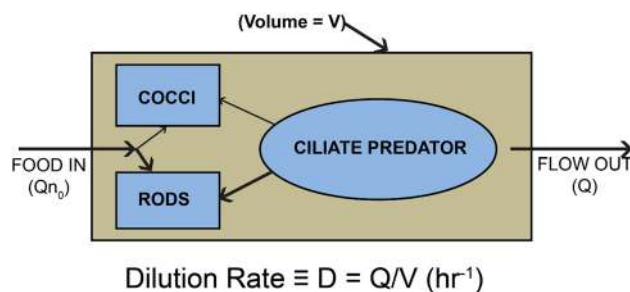 (Volume = V)
COCCI
CILIATE PREDATOR
FOOD IN
(Qn₀)
RODS
FLOW OUT
(Q)
Dilution Rate ≡ D = Q/V (hr⁻¹)